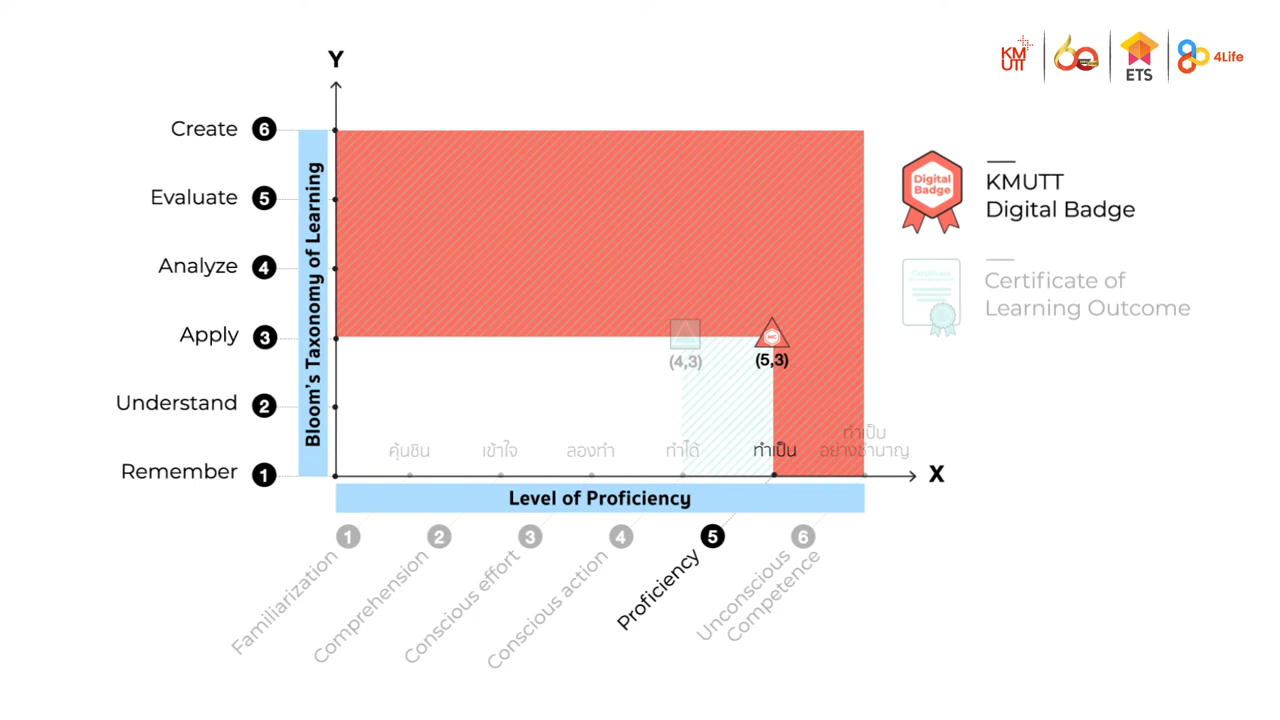 Y
KM
UTT
60
ETS
4Life
Create 6
Evaluate 5
Analyze 4
Apply 3
Understand 2
Remember 1
Bloom's Taxonomy of Learning
Digital
Badge
KMUTT
Digital Badge
Certificate
Certificate of
Learning Outcome
MC
(4,3)
(5,3)
คุ้นชิน
เข้าใจ
ลองทำ
ทำได้
ทำเป็น
ทำเป็น
อย่างชำนาญ
X
Level of Proficiency
1 Familiarization
2 Comprehension
3 Conscious effort
4 Conscious action
5 Proficiency
6 Unconscious
Competence